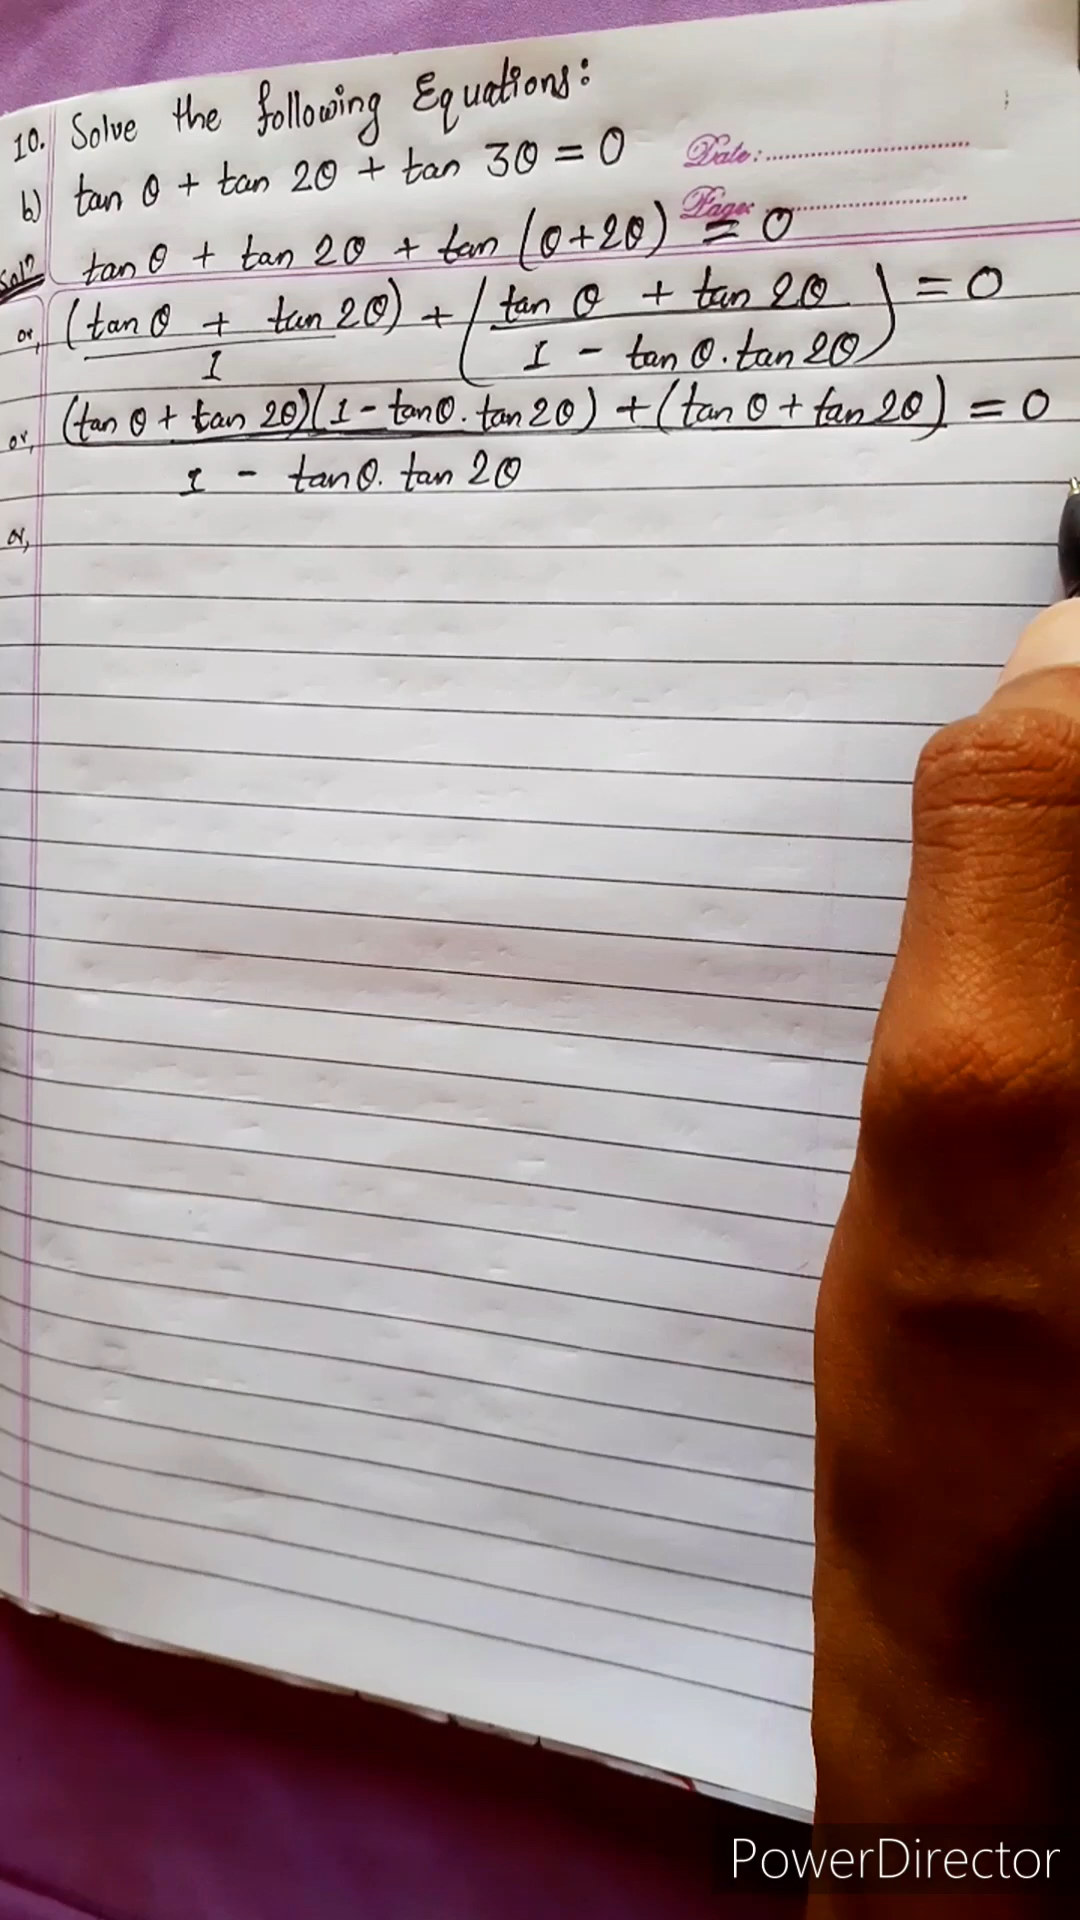 10. Solve the following Equations:
b) tan θ + tan 2θ + tan 3θ = 0
Date:
Page:
Solⁿ tan θ + tan 2θ + tan (θ+2θ) = 0
or, (tan θ + tan 2θ)/1 + (tan θ + tan 2θ / 1 - tan θ. tan 2θ) = 0
or, (tan θ + tan 2θ)(1 - tanθ. tan 2θ) + (tan θ + tan 2θ) = 0
1 - tanθ. tan 2θ
or,
PowerDirector